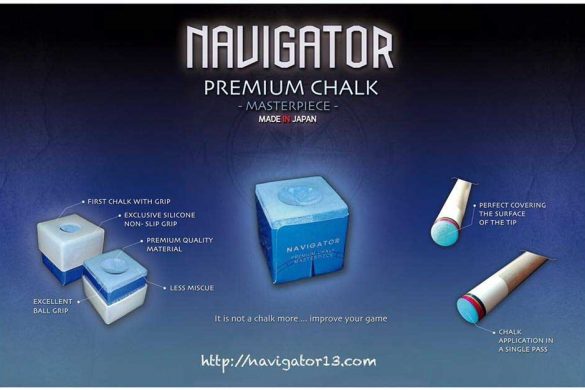 NAVIGATOR
PREMIUM CHALK
- MASTERPIECE -
MADE IN JAPAN
FIRST CHALK WITH GRIP
EXCLUSIVE SILICONE
NON- SLIP GRIP
PREMIUM QUALITY
MATERIAL
LESS MISCUE
EXCELLENT
BALL GRIP
NAVIGATOR
PREMIUM CHALK
MASTERPIECE
PERFECT COVERING
THE SURFACE
OF THE TIP
CHALK
APPLICATION IN
A SINGLE PASS
It is not a chalk more.... improve your game
http://navigator13.com